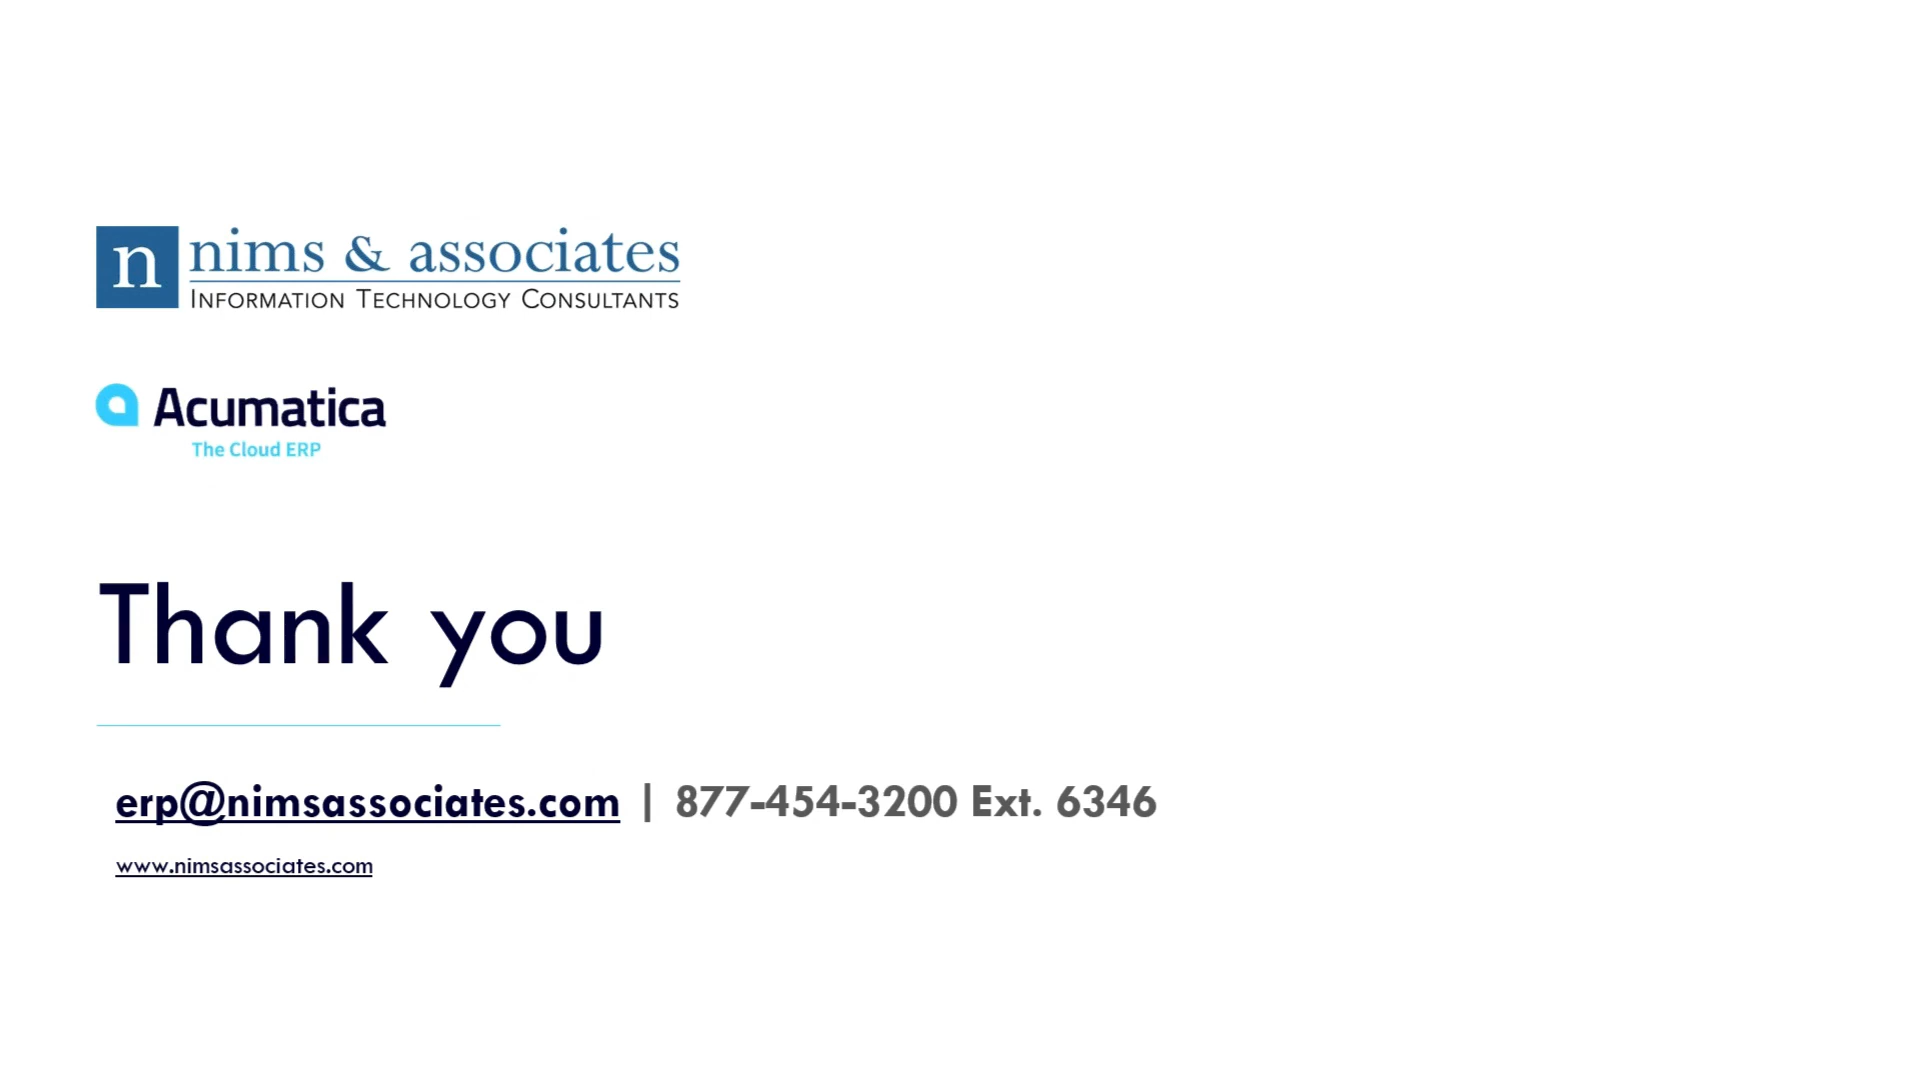 n nims & associates
INFORMATION TECHNOLOGY CONSULTANTS
Acumatica
The Cloud ERP
Thank you
erp@nimsassociates.com | 877-454-3200 Ext. 6346
www.nimsassociates.com